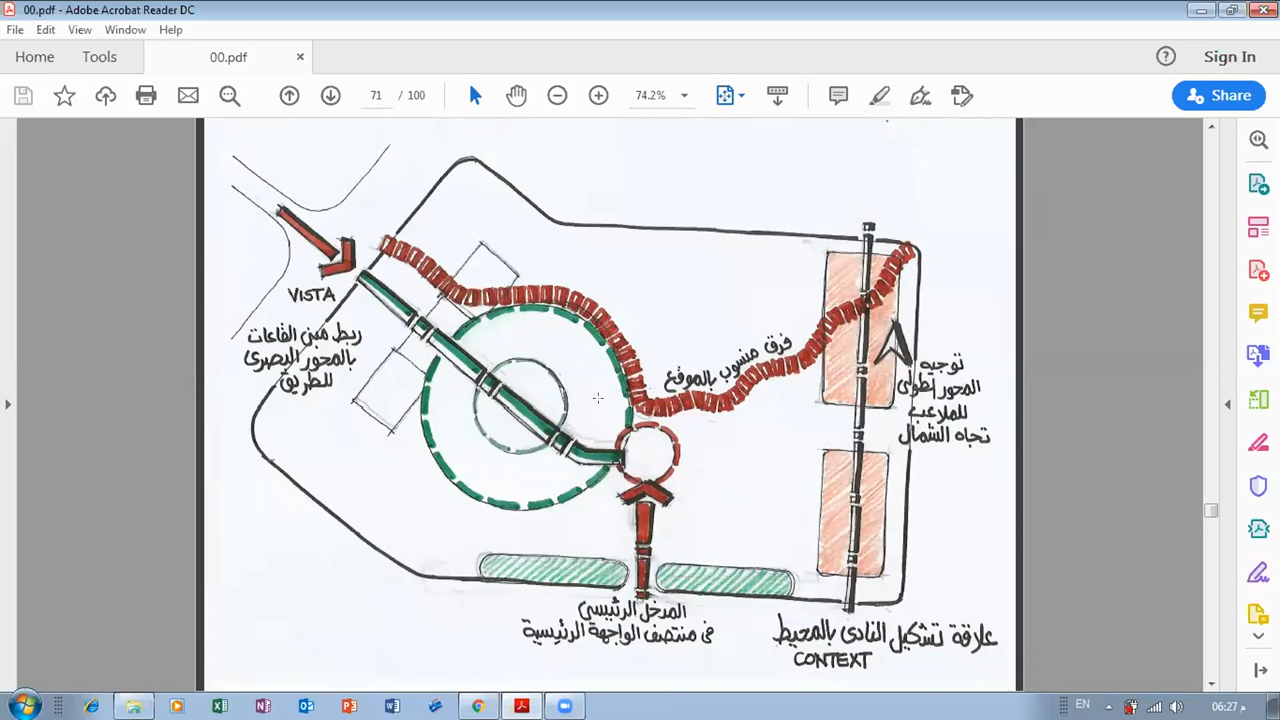 00.pdf - Adobe Acrobat Reader DC
File Edit View Window Help
Home Tools 00.pdf × Sign In
71 / 100 74.2% Share
VISTA
ربط مبنى القاعات
بالمحور البصرى
للطريق
فرق منسوب بالموقع
توجيه
المحور الطولى
للملاعب
تجاه الشمال
المدخل الرئيسى
فى منتصف الواجهة الرئيسية
علاقة تشكيل النادى بالمحيط
CONTEXT
EN 06:27 م